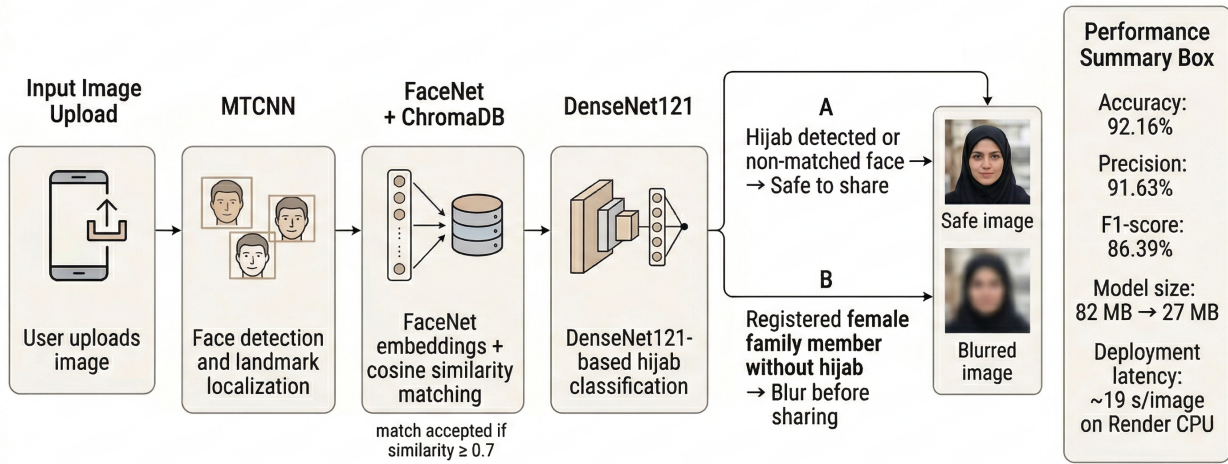 Input Image
Upload
User uploads
image
MTCNN
Face detection
and landmark
localization
FaceNet
+ ChromaDB
FaceNet
embeddings +
cosine similarity
matching
match accepted if
similarity ≥ 0.7
DenseNet121
DenseNet121-
based hijab
classification
A
Hijab detected or
non-matched face →
→ Safe to share
B
Registered female
family member
without hijab
→ Blur before
sharing
Safe image
Blurred
image
Performance
Summary Box
Accuracy:
92.16%
Precision:
91.63%
F1-score:
86.39%
Model size:
82 MB → 27 MB
Deployment
latency:
~19 s/image
on Render CPU